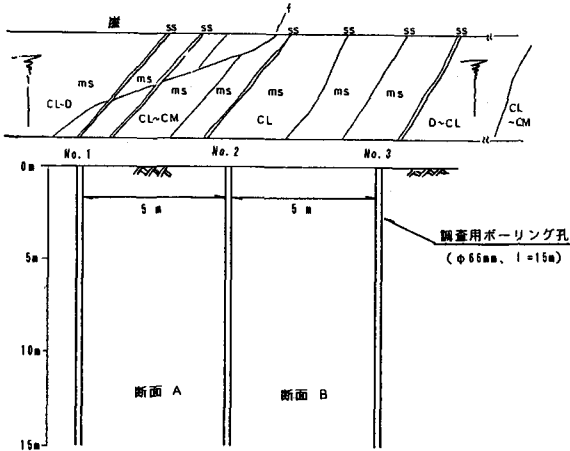 崖
f
ss ss ss ss ss ss
ms ms ms ms ms ms ms
CL~D CL~CM CL D~CL CL
~CM
No.1 No.2 No.3
0m
5 m 5 m
5m
調査用ボーリング孔
(φ66mm、l=15m)
10m
断面 A 断面 B
15m